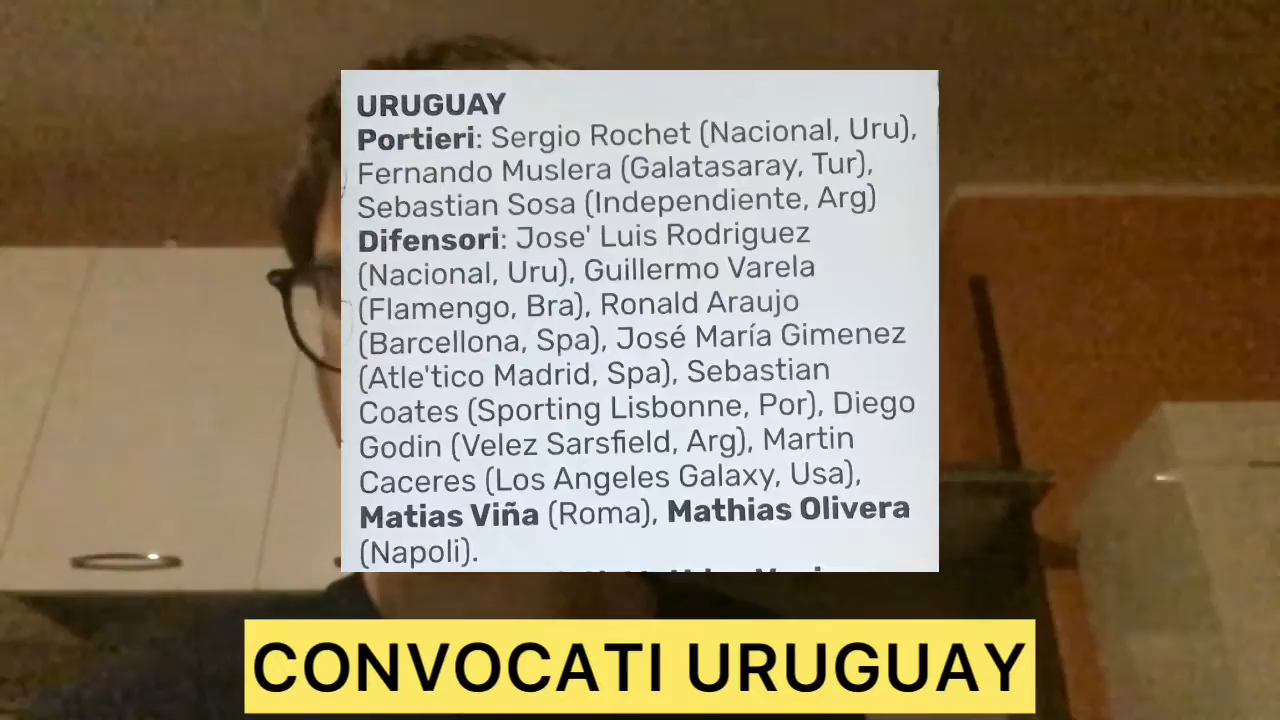 URUGUAY
Portieri: Sergio Rochet (Nacional, Uru),
Fernando Muslera (Galatasaray, Tur),
Sebastian Sosa (Independiente, Arg)
Difensori: Jose' Luis Rodriguez
(Nacional, Uru), Guillermo Varela
(Flamengo, Bra), Ronald Araujo
(Barcellona, Spa), José María Gimenez
(Atle'tico Madrid, Spa), Sebastian
Coates (Sporting Lisbonne, Por), Diego
Godin (Velez Sarsfield, Arg), Martin
Caceres (Los Angeles Galaxy, Usa),
Matias Viña (Roma), Mathias Olivera
(Napoli).
CONVOCATI URUGUAY